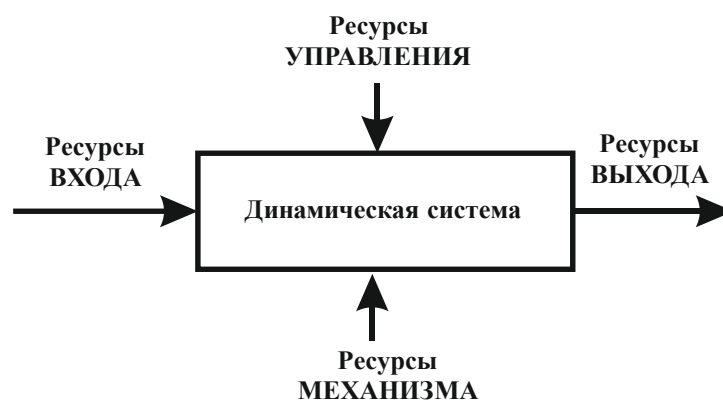 Ресурсы
УПРАВЛЕНИЯ
Ресурсы
ВХОДА
Динамическая система
Ресурсы
ВЫХОДА
Ресурсы
МЕХАНИЗМА